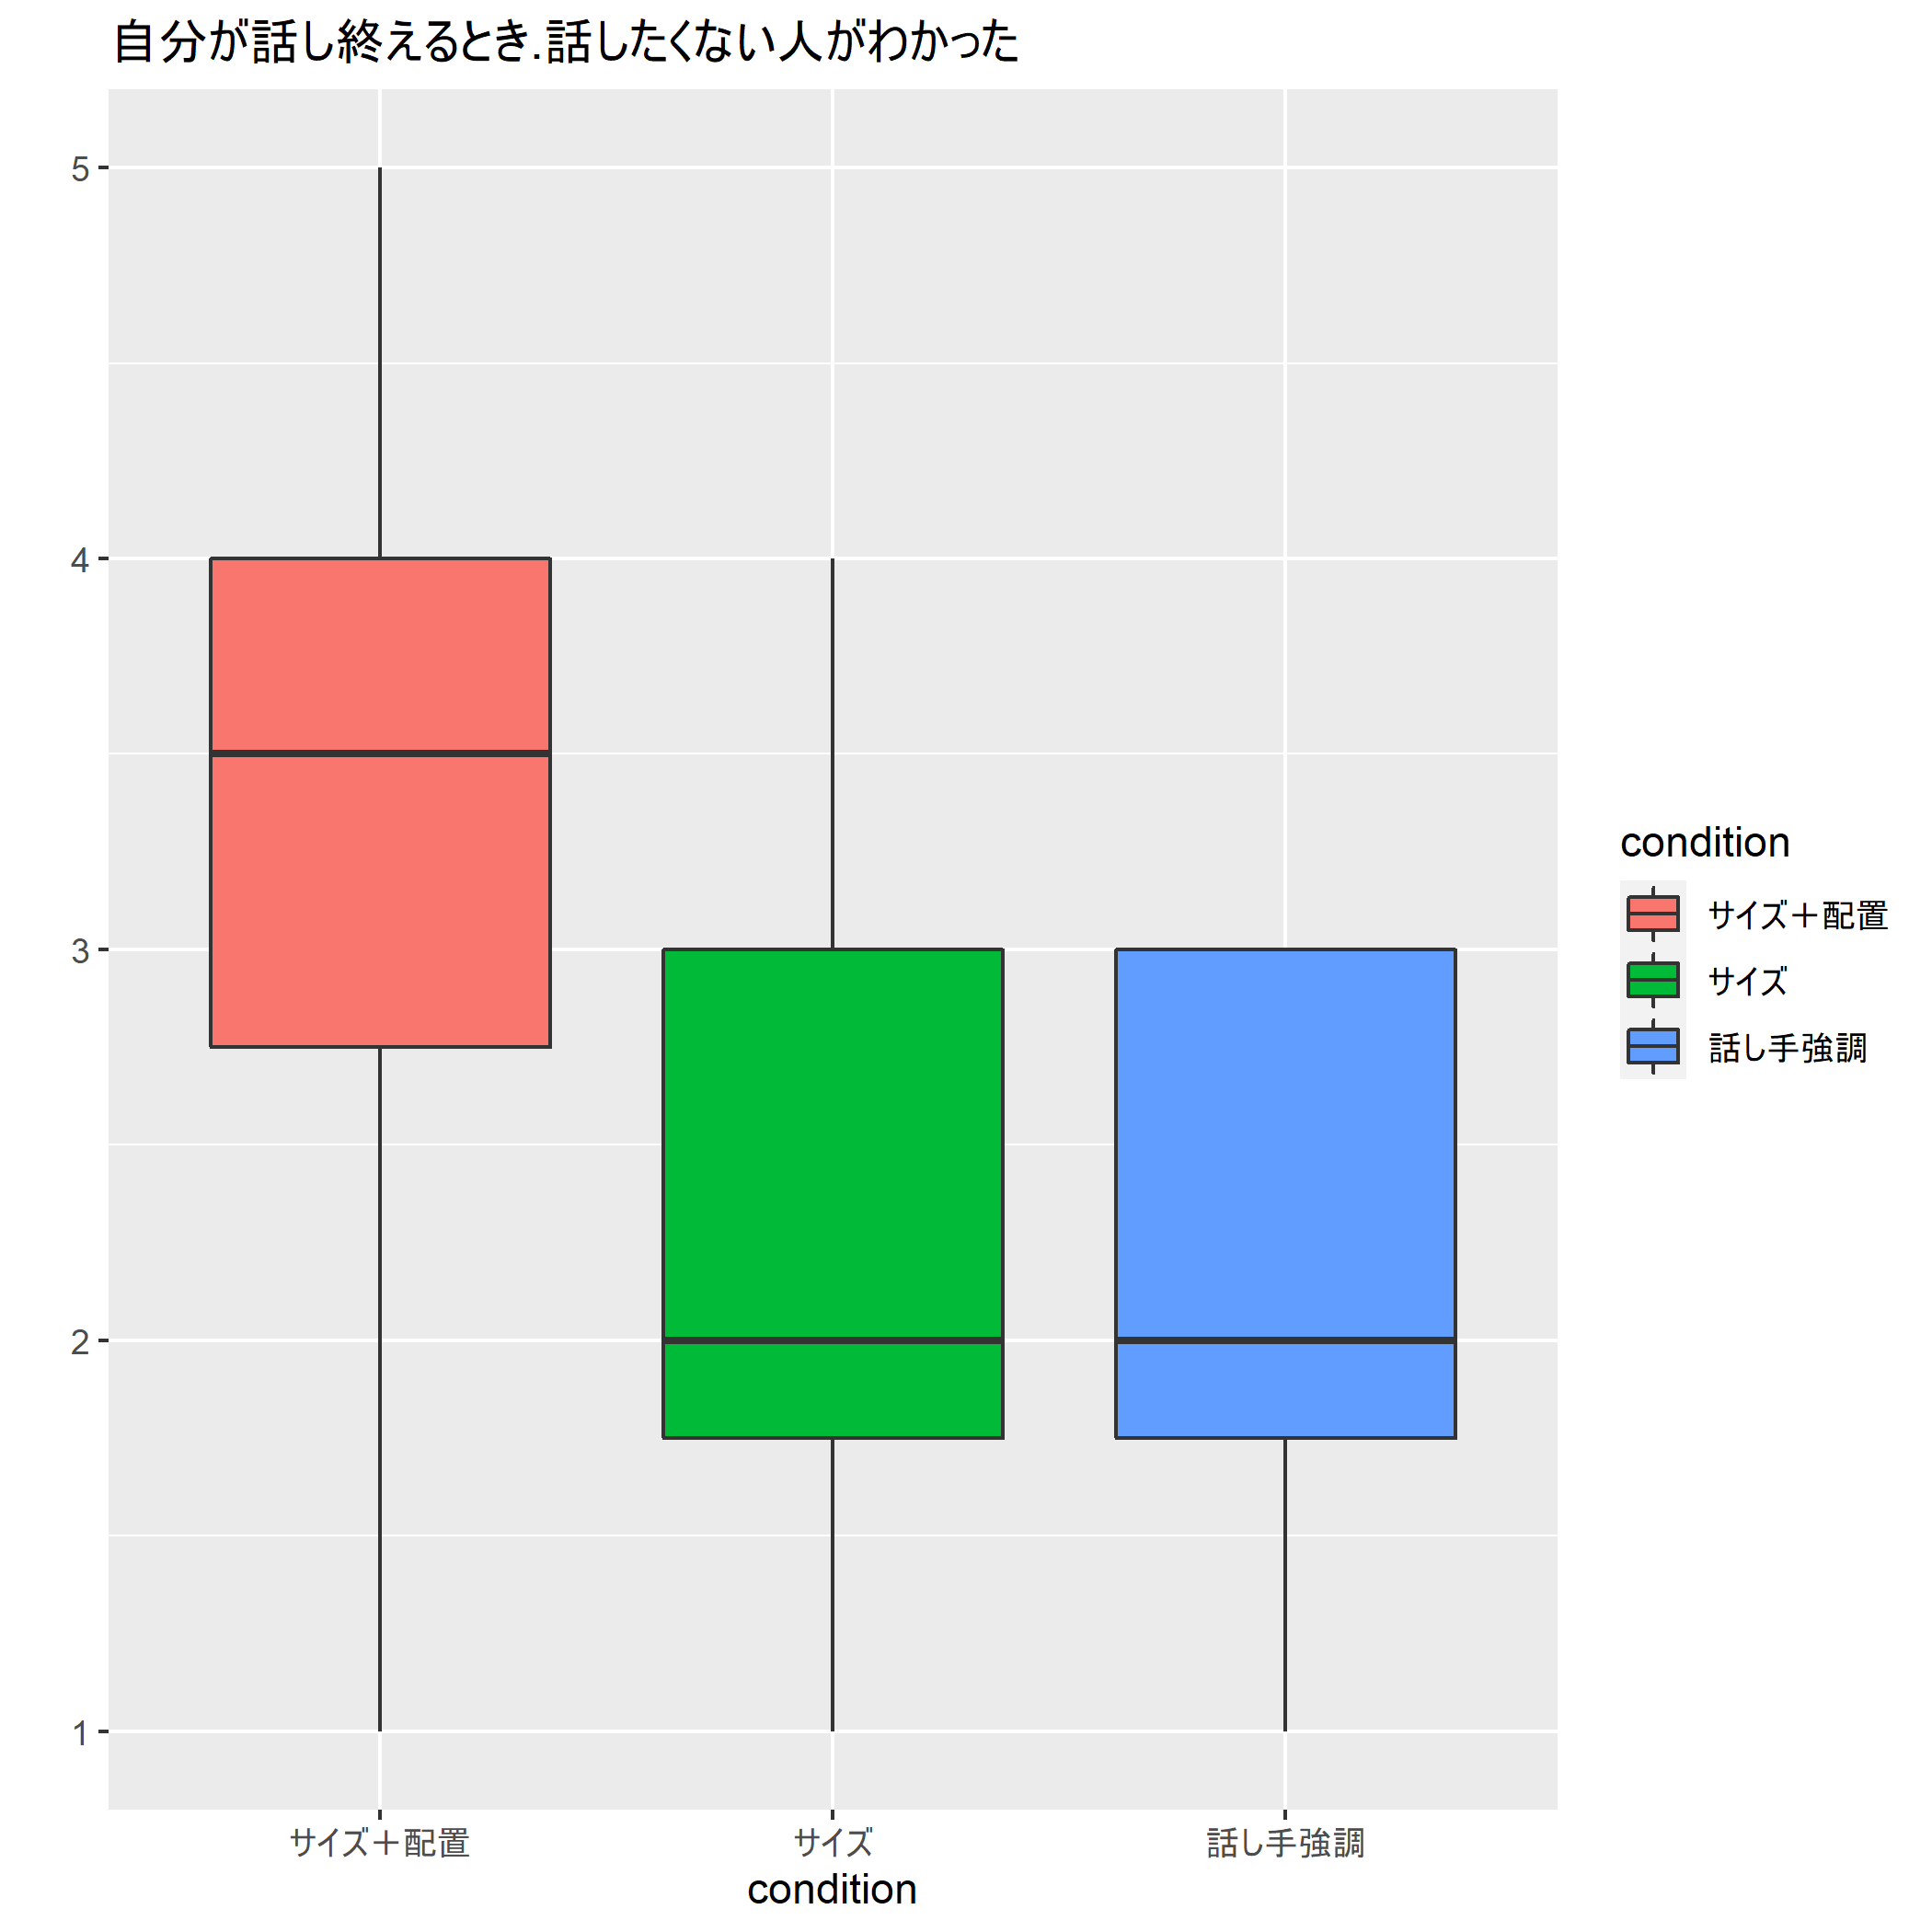 自分が話し終えるとき.話したくない人がわかった
5
4
3
2
1
サイズ＋配置
サイズ
話し手強調
condition
condition
サイズ＋配置
サイズ
話し手強調